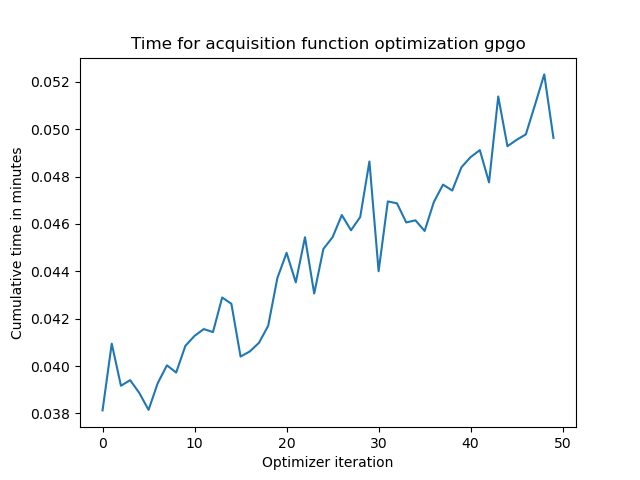 Time for acquisition function optimization gpgo
0.052
0.050
0.048
0.046
0.044
0.042
0.040
0.038
Cumulative time in minutes
0 10 20 30 40 50
Optimizer iteration